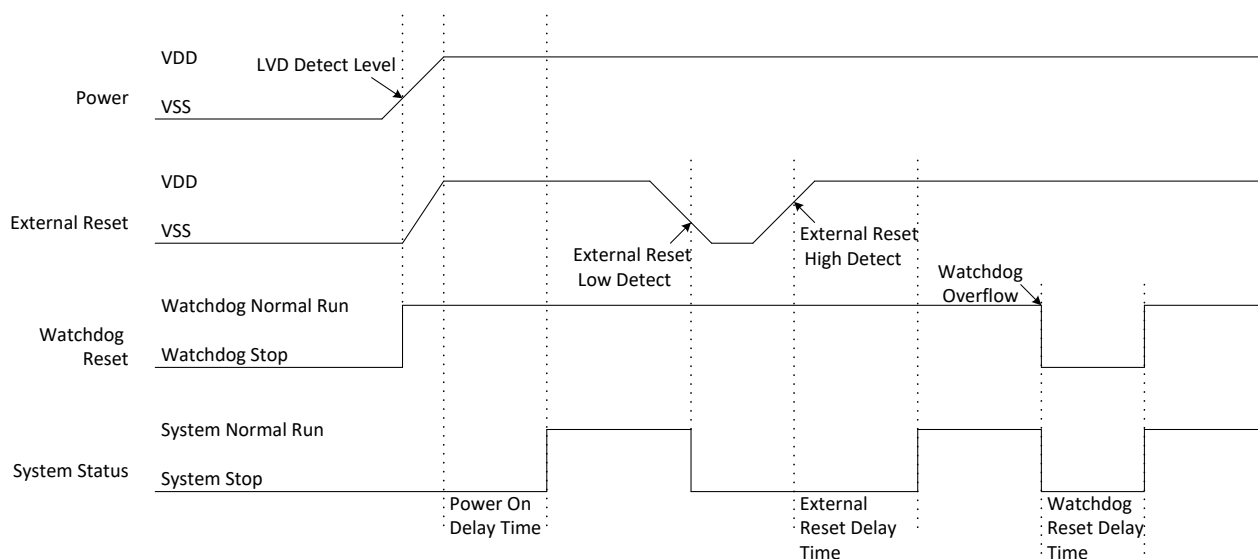 VDD
LVD Detect Level
Power
VSS
VDD
External Reset
VSS
External Reset
Low Detect
External Reset
High Detect
Watchdog
Overflow
Watchdog Normal Run
Watchdog
Reset
Watchdog Stop
System Normal Run
System Status
System Stop
Power On
Delay Time
External
Reset Delay
Time
Watchdog
Reset Delay
Time